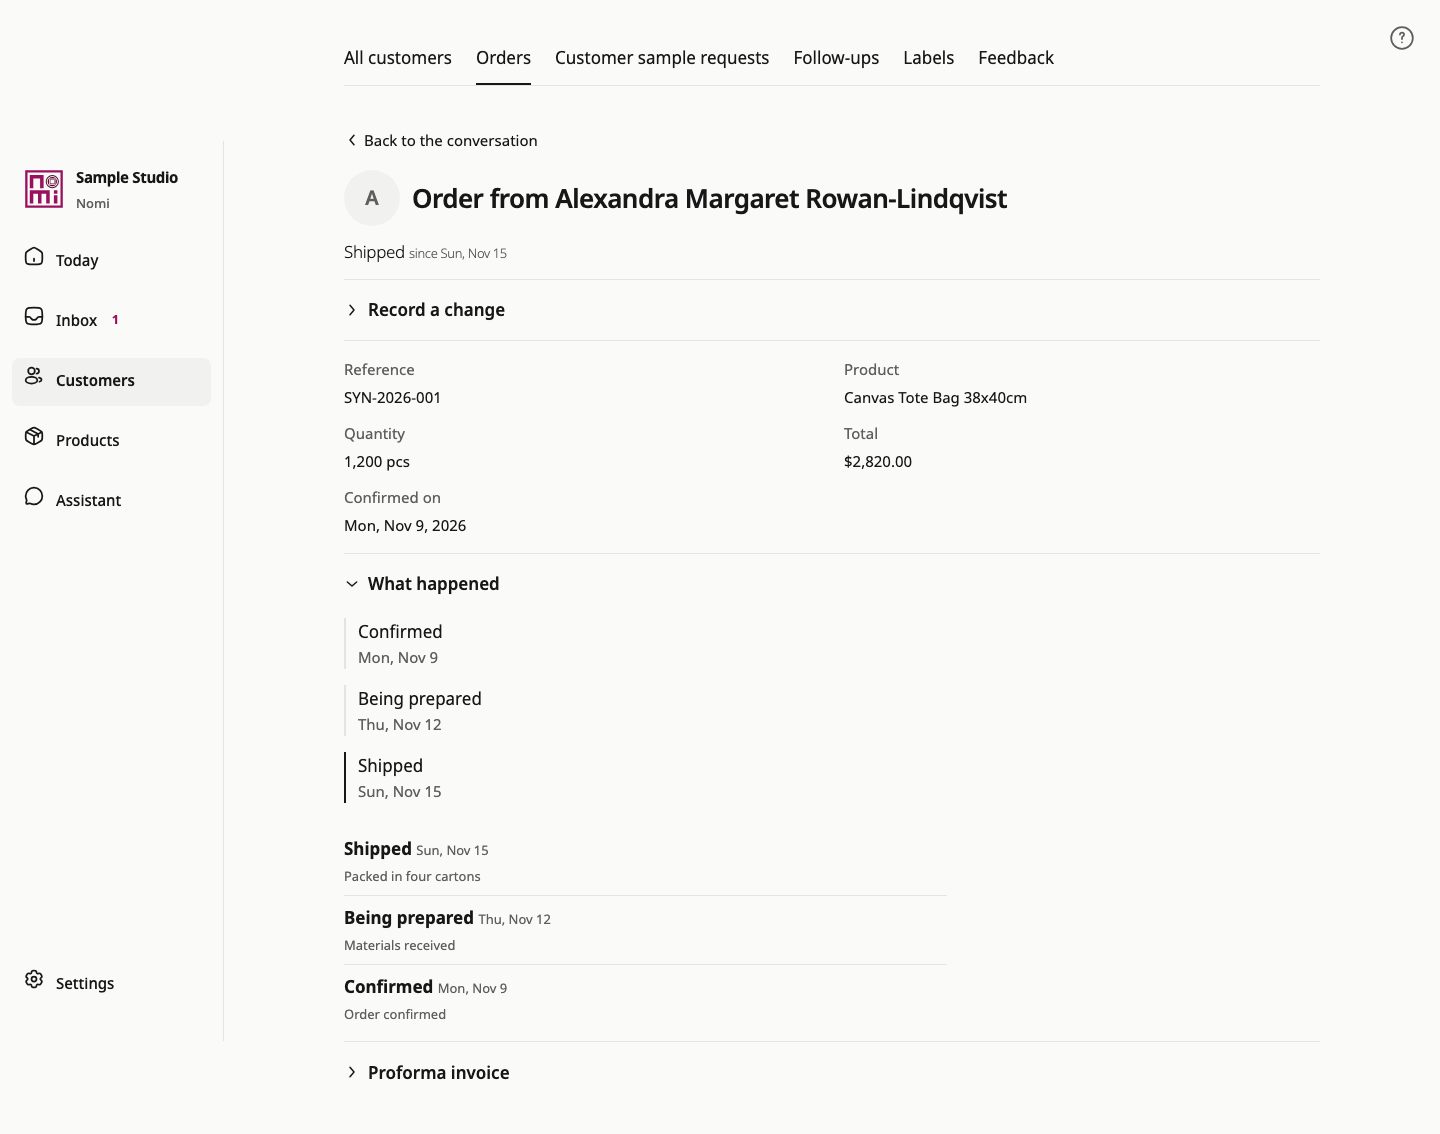 All customers Orders Customer sample requests Follow-ups Labels Feedback
Back to the conversation
nomi
Sample Studio
Nomi
Today
Inbox 1
Customers
Products
Assistant
Settings
A Order from Alexandra Margaret Rowan-Lindqvist
Shipped since Sun, Nov 15
Record a change
Reference
SYN-2026-001
Product
Canvas Tote Bag 38x40cm
Quantity
1,200 pcs
Total
$2,820.00
Confirmed on
Mon, Nov 9, 2026
What happened
Confirmed
Mon, Nov 9
Being prepared
Thu, Nov 12
Shipped
Sun, Nov 15
Shipped Sun, Nov 15
Packed in four cartons
Being prepared Thu, Nov 12
Materials received
Confirmed Mon, Nov 9
Order confirmed
Proforma invoice